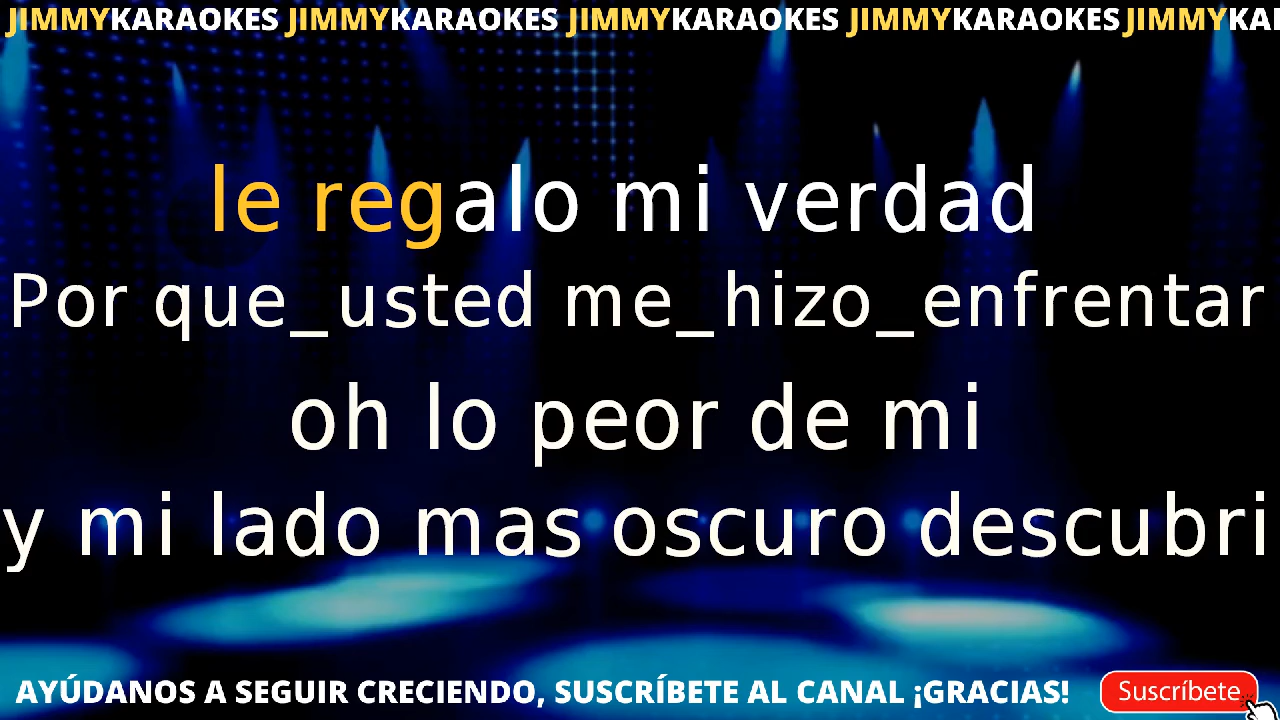 JIMMYKARAOKES JIMMYKARAOKES JIMMYKARAOKES JIMMYKARAOKES JIMMYKAI
le regalo mi verdad
Por que_usted me_hizo_enfrentar
oh lo peor de mi
y mi lado mas oscuro descubri
AYÚDANOS A SEGUIR CRECIENDO, SUSCRÍBETE AL CANAL ¡GRACIAS! Suscríbete